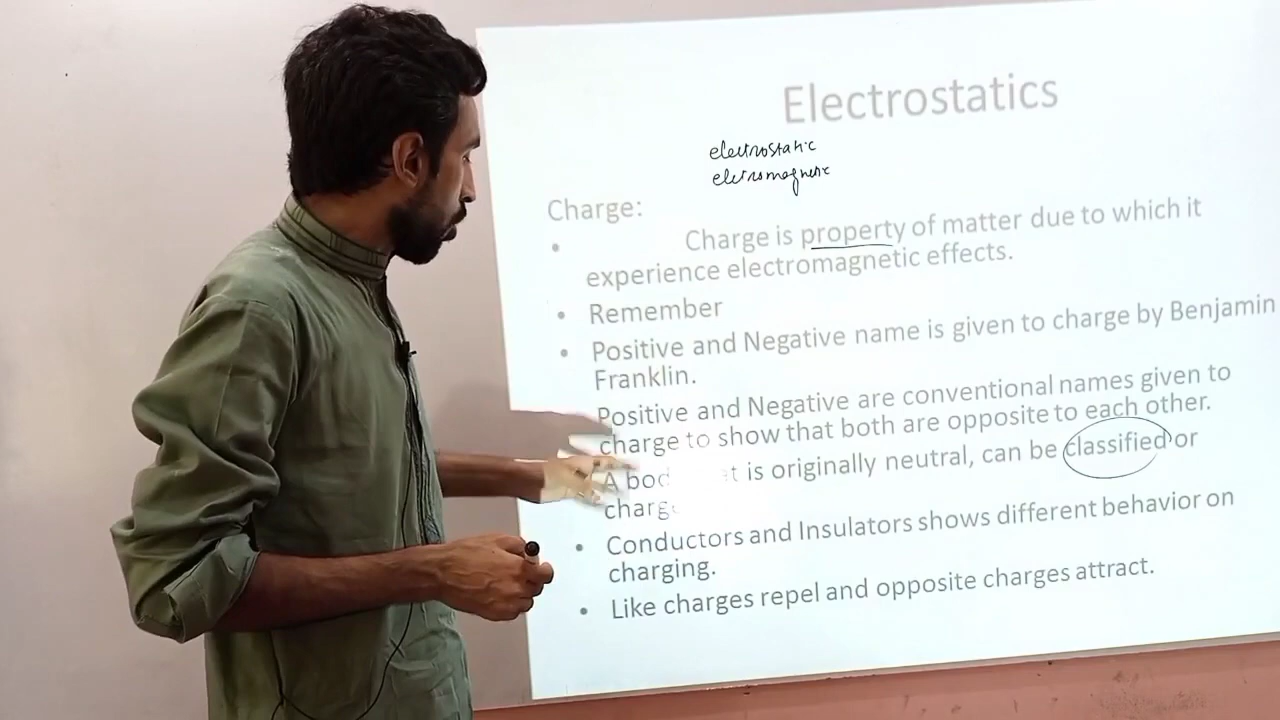 Electrostatics
electrostatic
eletromagnetic
Charge:
• Charge is property of matter due to which it
experience electromagnetic effects.
• Remember
• Positive and Negative name is given to charge by Benjamin
Franklin.
Positive and Negative are conventional names given to
charge to show that both are opposite to each other.
A is originally neutral, can be classified or
• Conductors and Insulators shows different behavior on
charging.
• Like charges repel and opposite charges attract.